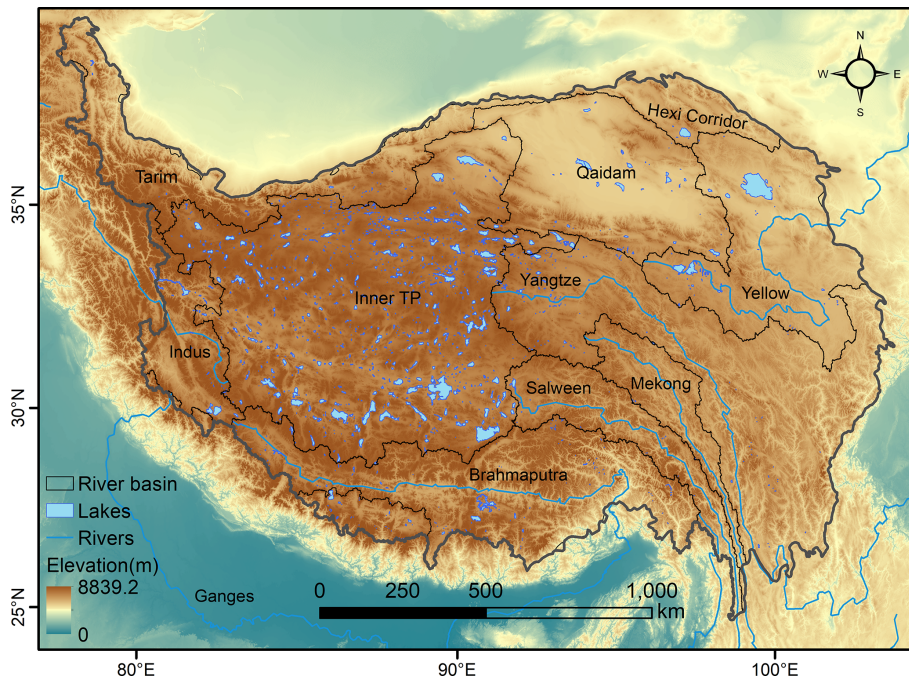 N
W E
S
Hexi Corridor
Tarim
Qaidam
35°N
Yangtze
Inner TP
Yellow
Indus
Mekong
Salween
30°N
Brahmaputra
River basin
Lakes
Rivers
Elevation(m)
8839.2
0
Ganges
0 250 500 1,000
km
25°N
80°E 90°E 100°E